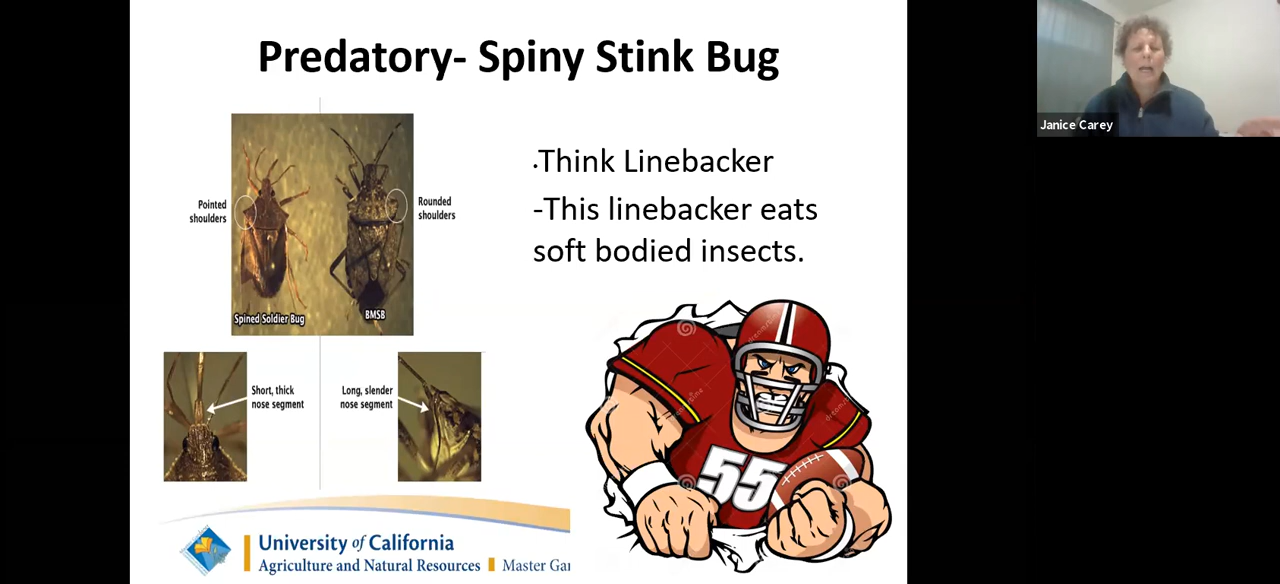 Predatory- Spiny Stink Bug
Janice Carey
Pointed
shoulders
Rounded
shoulders
Spined Soldier Bug
BMSB
Short, thick
nose segment
Long, slender
nose segment
·Think Linebacker
-This linebacker eats
soft bodied insects.
55
University of California
Agriculture and Natural Resources
Master Gar